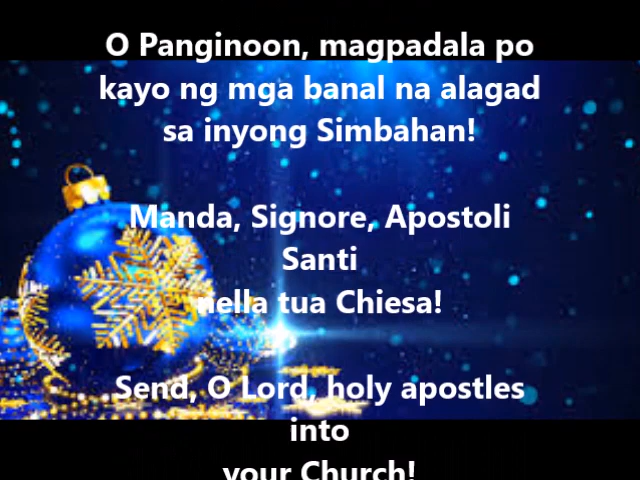 O Panginoon, magpadala po
kayo ng mga banal na alagad
sa inyong Simbahan!
Manda, Signore, Apostoli
Santi
nella tua Chiesa!
Send, O Lord, holy apostles
into
your Church!